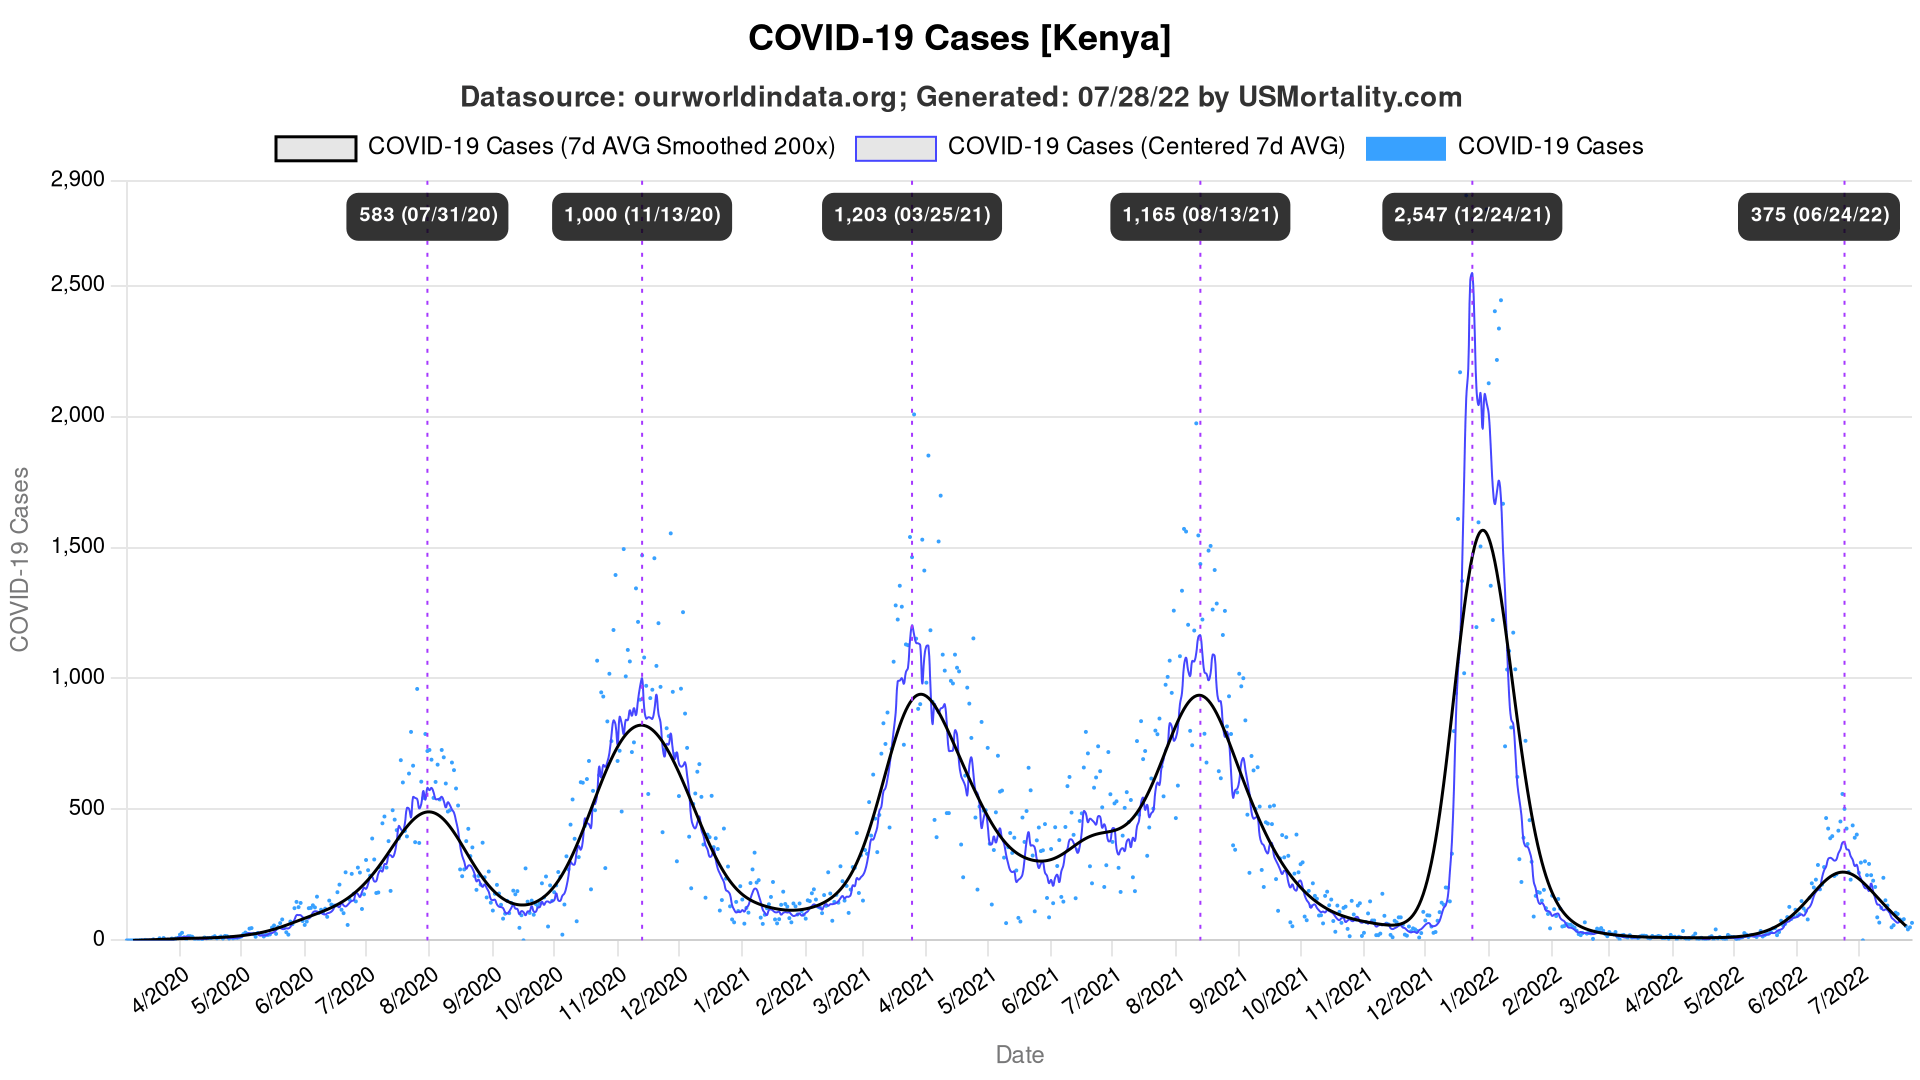 COVID-19 Cases [Kenya]
Datasource: ourworldindata.org; Generated: 07/28/22 by USMortality.com
COVID-19 Cases (7d AVG Smoothed 200x) COVID-19 Cases (Centered 7d AVG) COVID-19 Cases
2,900
583 (07/31/20) 1,000 (11/13/20) 1,203 (03/25/21) 1,165 (08/13/21) 2,547 (12/24/21) 375 (06/24/22)
2,500
2,000
1,500
1,000
500
0
COVID-19 Cases
4/2020 5/2020 6/2020 7/2020 8/2020 9/2020 10/2020 11/2020 12/2020 1/2021 2/2021 3/2021 4/2021 5/2021 6/2021 7/2021 8/2021 9/2021 10/2021 11/2021 12/2021 1/2022 2/2022 3/2022 4/2022 5/2022 6/2022 7/2022
Date